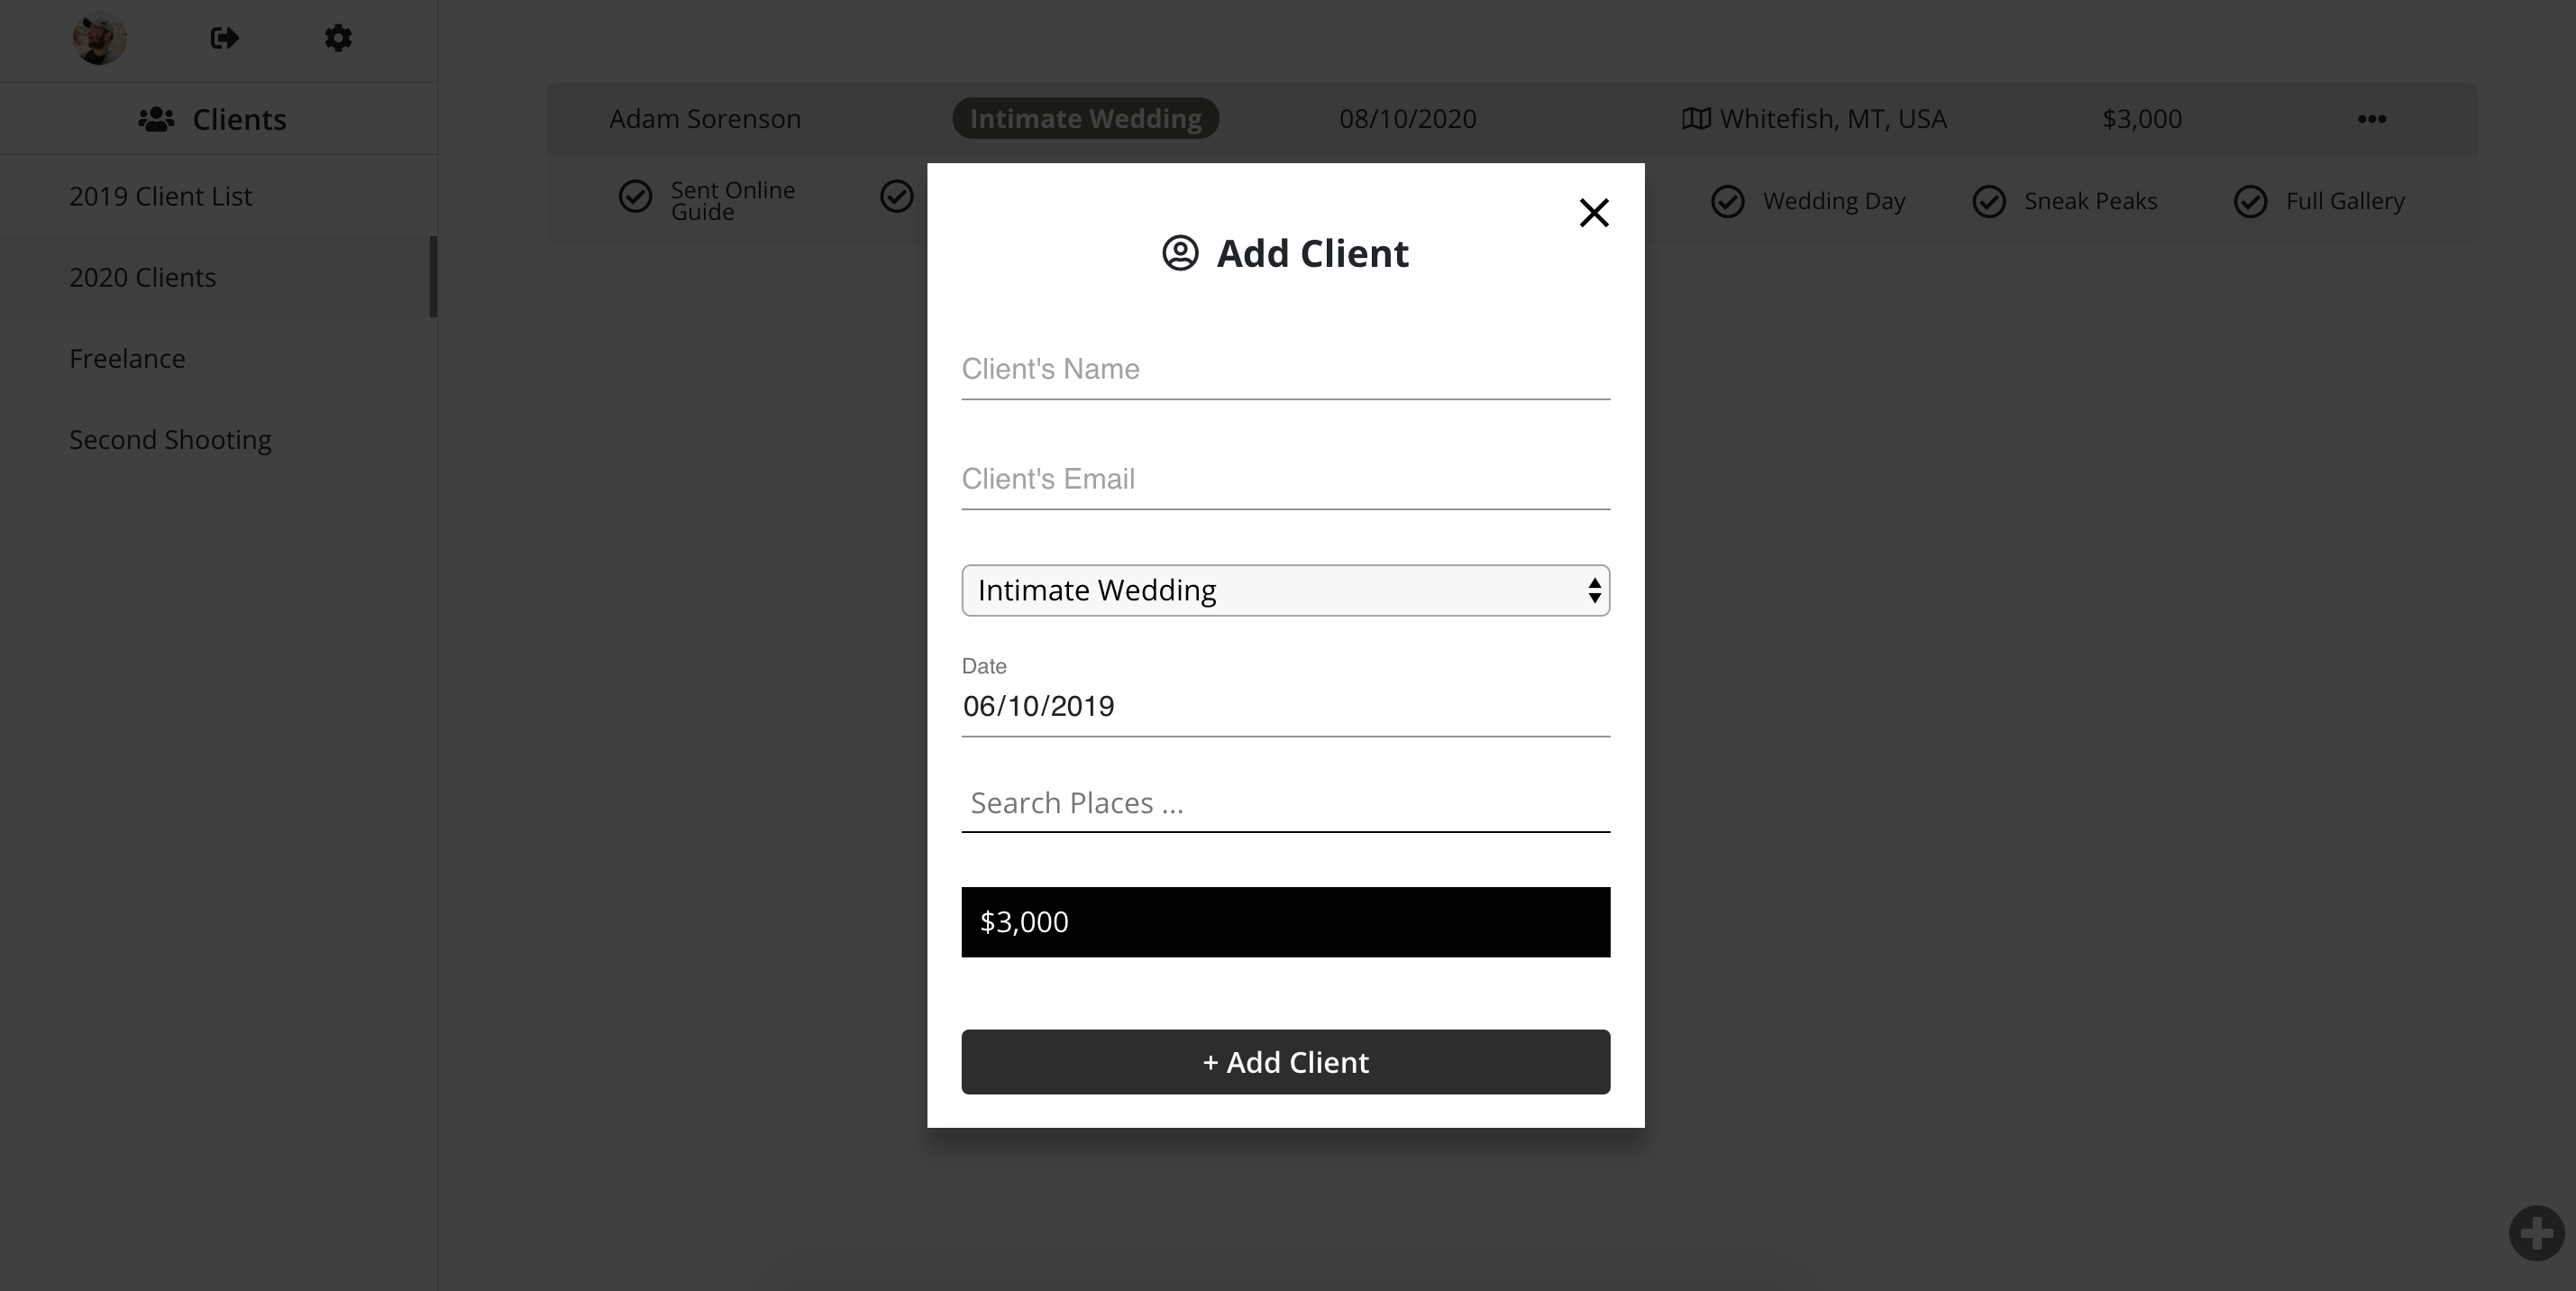 Clients
2019 Client List
2020 Clients
Freelance
Second Shooting
Adam Sorenson
Intimate Wedding
08/10/2020
Whitefish, MT, USA
$3,000
Sent Online
Guide
Wedding Day
Sneak Peaks
Full Gallery
Add Client
Client's Name
Client's Email
Intimate Wedding
Date
06/10/2019
Search Places ...
$3,000
+ Add Client